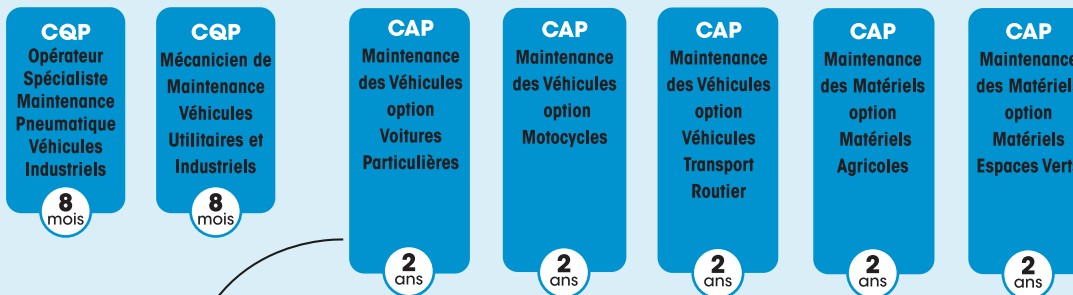 CQP
Opérateur
Spécialiste
Maintenance
Pneumatique
Véhicules
Industriels
8
mois
CQP
Mécanicien de
Maintenance
Véhicules
Utilitaires et
Industriels
8
mois
CAP
Maintenance
des Véhicules
option
Voitures
Particulières
2
ans
CAP
Maintenance
des Véhicules
option
Motocycles
2
ans
CAP
Maintenance
des Véhicules
option
Véhicules
Transport
Routier
2
ans
CAP
Maintenance
des Matériels
option
Matériels
Agricoles
2
ans
CAP
Maintenance
des Matériel
option
Matériels
Espaces Vert
2
ans